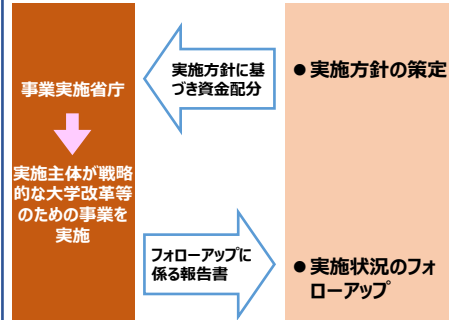 事業実施省庁
実施主体が戦略
的な大学改革等
のための事業を
実施
実施方針に基
づき資金配分
フォローアップに
係る報告書
●実施方針の策定
●実施状況のフォ
ローアップ